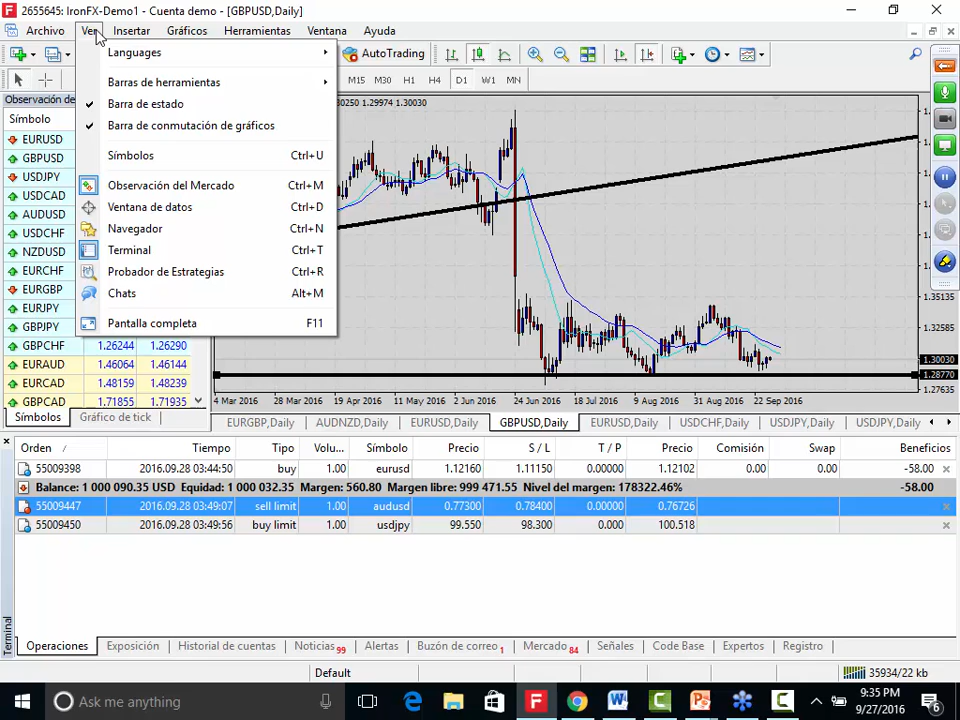 2655645: IronFX-Demo1 - Cuenta demo - [GBPUSD,Daily]
Archivo Ver Insertar Gráficos Herramientas Ventana Ayuda
Languages
AutoTrading
Barras de herramientas
M15 M30 H1 H4 D1 W1 MN
Barra de estado
Observación de
1.30250 1.29974 1.30030
Símbolo
Barra de conmutación de gráficos
EURUSD
Símbolos Ctrl+U
GBPUSD
USDJPY
Observación del Mercado Ctrl+M
USDCAD
Ventana de datos Ctrl+D
AUDUSD
Navegador Ctrl+N
USDCHF
Terminal Ctrl+T
NZDUSD
Probador de Estrategias Ctrl+R
EURCHF
Chats Alt+M
EURGBP
1.35135
EURJPY
Pantalla completa F11
GBPJPY
1.32585
GBPCHF 1.26244 1.26290
1.30030
EURAUD 1.46064 1.46144
1.28770
EURCAD 1.48159 1.48239
1.27635
GBPCAD 1.71855 1.71935
4 Mar 2016 28 Mar 2016 19 Apr 2016 11 May 2016 2 Jun 2016 24 Jun 2016 18 Jul 2016 9 Aug 2016 31 Aug 2016 22 Sep 2016
Símbolos Gráfico de tick
EURGBP,Daily AUDNZD,Daily EURUSD,Daily GBPUSD,Daily EURUSD,Daily USDCHF,Daily USDJPY,Daily USDJPY,Daily
Orden / Tiempo Tipo Volu... Símbolo Precio S / L T / P Precio Comisión Swap Beneficios
55009398 2016.09.28 03:44:50 buy 1.00 eurusd 1.12160 1.11150 0.00000 1.12102 0.00 0.00 -58.00
Balance: 1 000 090.35 USD Equidad: 1 000 032.35 Margen: 560.80 Margen libre: 999 471.55 Nivel del margen: 178322.46% -58.00
55009447 2016.09.28 03:49:07 sell limit 1.00 audusd 0.77300 0.78400 0.00000 0.76726
55009450 2016.09.28 03:49:56 buy limit 1.00 usdjpy 99.550 98.300 0.000 100.518
Terminal
Operaciones Exposición Historial de cuentas Noticias 99 Alertas Buzón de correo 1 Mercado 84 Señales Code Base Expertos Registro
Default 35934/22 kb
Ask me anything
9:35 PM
9/27/2016
6